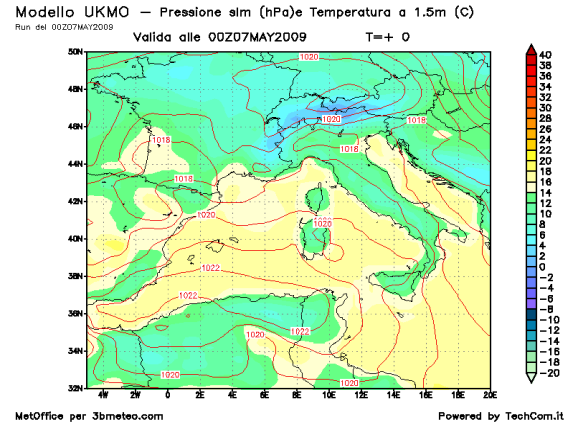 Modello UKMO — Pressione slm (hPa)e Temperatura a 1.5m (C)
Run del 00Z07MAY2009
Valida alle 00Z07MAY2009 T=+ 0
50N
48N
46N
44N
42N
40N
38N
36N
34N
32N
4W 2W 0 2E 4E 6E 8E 10E 12E 14E 16E 18E 20E
1020
1020
1018
1018
1018
1018
1020
1020
1022
1022
1022
1020
1020
1020
40
38
36
34
32
30
28
26
24
22
20
18
16
14
12
10
8
6
4
2
0
−2
−4
−6
−8
−10
−12
−14
−16
−18
−20
MetOffice per 3bmeteo.com
Powered by TechCom.it